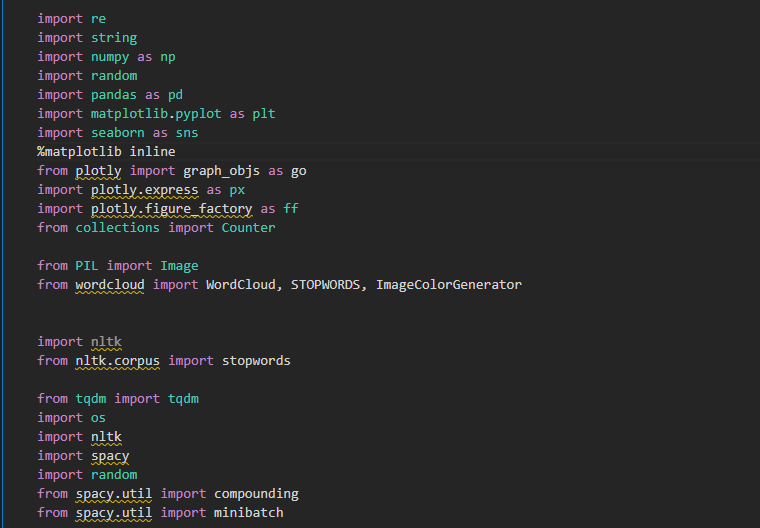 import re
import string
import numpy as np
import random
import pandas as pd
import matplotlib.pyplot as plt
import seaborn as sns
%matplotlib inline
from plotly import graph_objs as go
import plotly.express as px
import plotly.figure_factory as ff
from collections import Counter
from PIL import Image
from wordcloud import WordCloud, STOPWORDS, ImageColorGenerator
import nltk
from nltk.corpus import stopwords
from tqdm import tqdm
import os
import nltk
import spacy
import random
from spacy.util import compounding
from spacy.util import minibatch